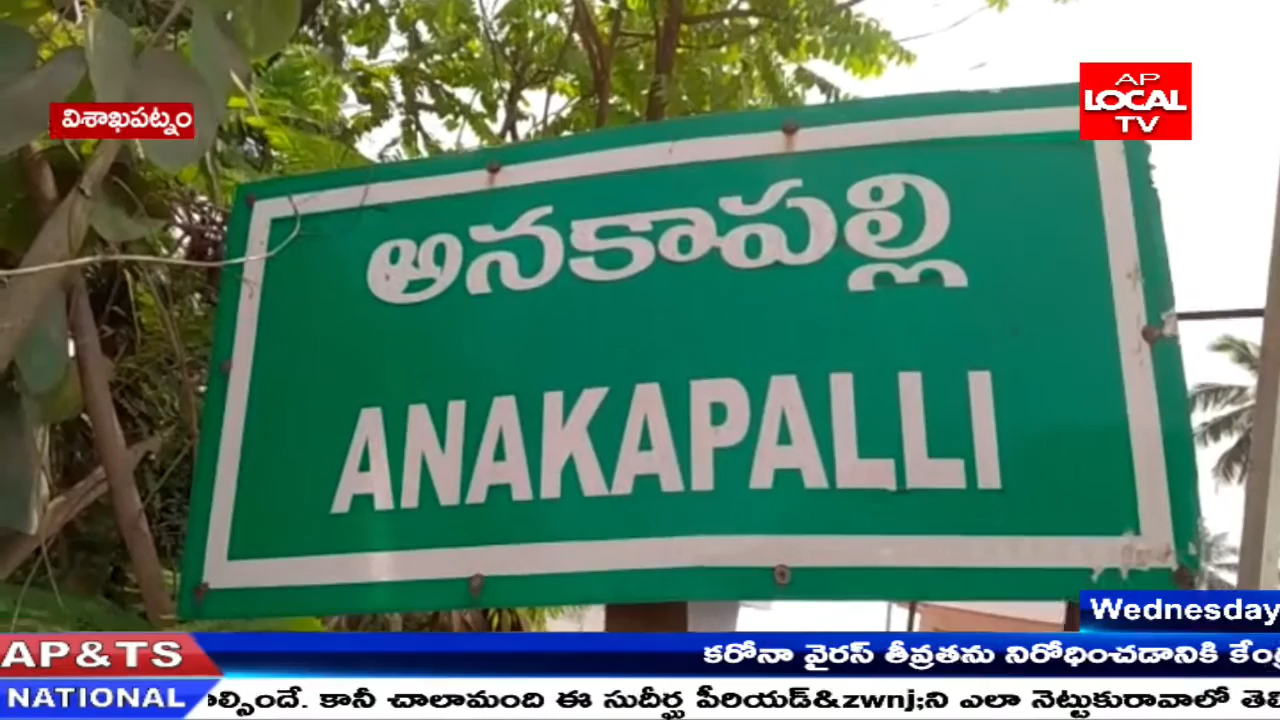 విశాఖపట్నం
AP
LOCAL
TV
అనకాపల్లి
ANAKAPALLI
Wednesday
AP&TS
కరోనా వైరస్ తీవ్రతను నిరోధించడానికి
NATIONAL
కానీ చాలామంది ఈ సుదీర్ఘ పీరియడ్&zwnj;ని ఎలా నెట్టుకురావాలో